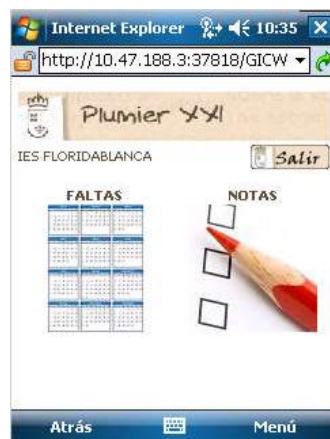 Internet Explorer 10:35
http://10.47.188.3:37818/GICW
Plumier XXI
IES FLORIDABLANCA
Salir
FALTAS NOTAS
Atrás Menú